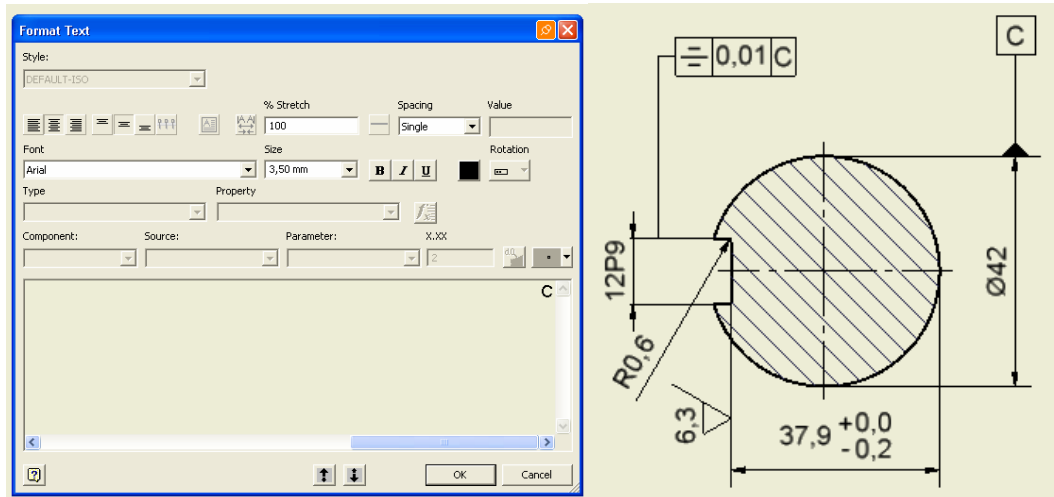 Format Text
Style:
DEFAULT-ISO
% Stretch Spacing Value
100 Single
Font Size Rotation
Arial 3,50 mm B I U
Type Property
Component: Source: Parameter: X.XX
2
C
OK Cancel
0,01 C
C
12P9
Ø42
R0,6
6,3
37,9 +0,0
-0,2